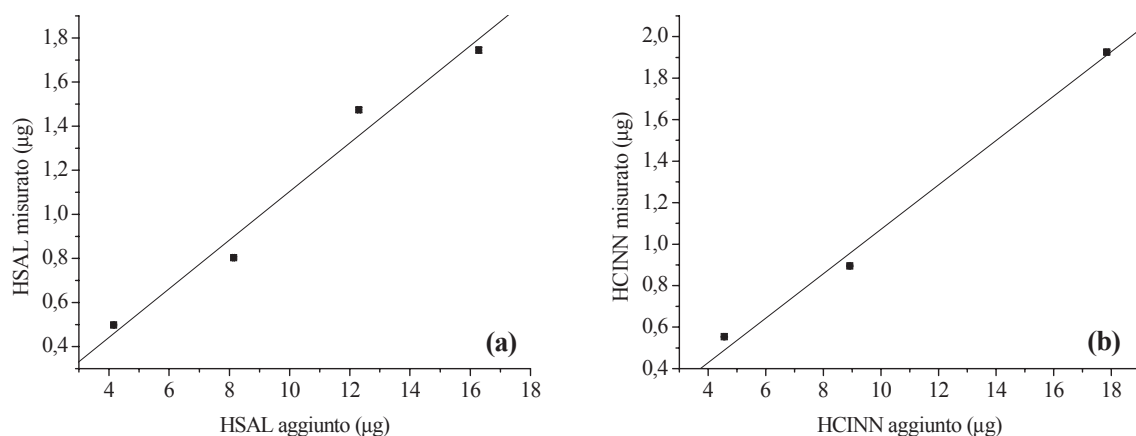 1,8
1,6
1,4
1,2
1,0
0,8
0,6
0,4
HSAL misurato (µg)
4 6 8 10 12 14 16 18
HSAL aggiunto (µg)
(a)
2,0
1,8
1,6
1,4
1,2
1,0
0,8
0,6
0,4
HCINN misurato (µg)
4 6 8 10 12 14 16 18
HCINN aggiunto (µg)
(b)